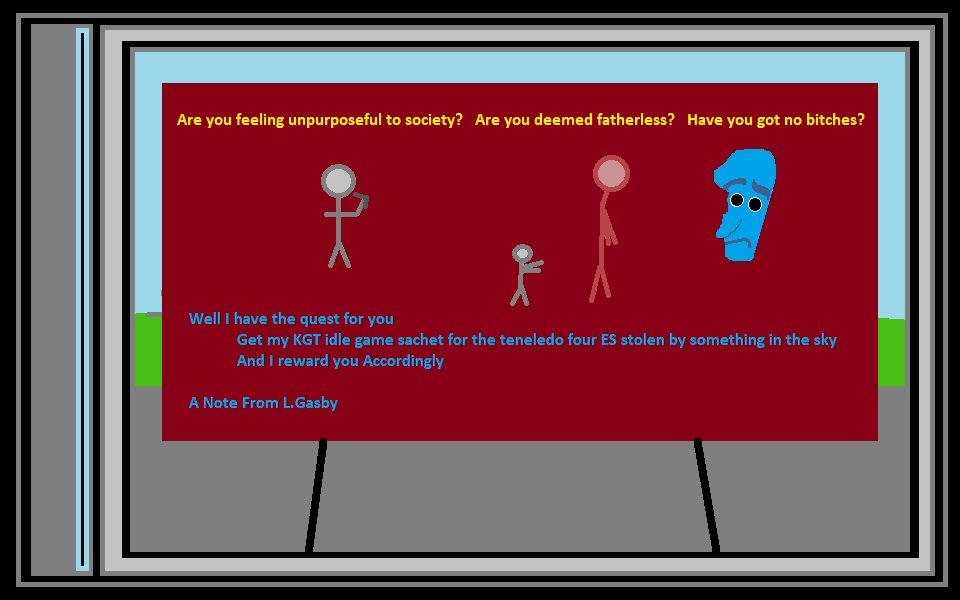 Are you feeling unpurposeful to society? Are you deemed fatherless? Have you got no bitches?
Well I have the quest for you
Get my KGT idle game sachet for the teneledo four ES stolen by something in the sky
And I reward you Accordingly
A Note From L.Gasby